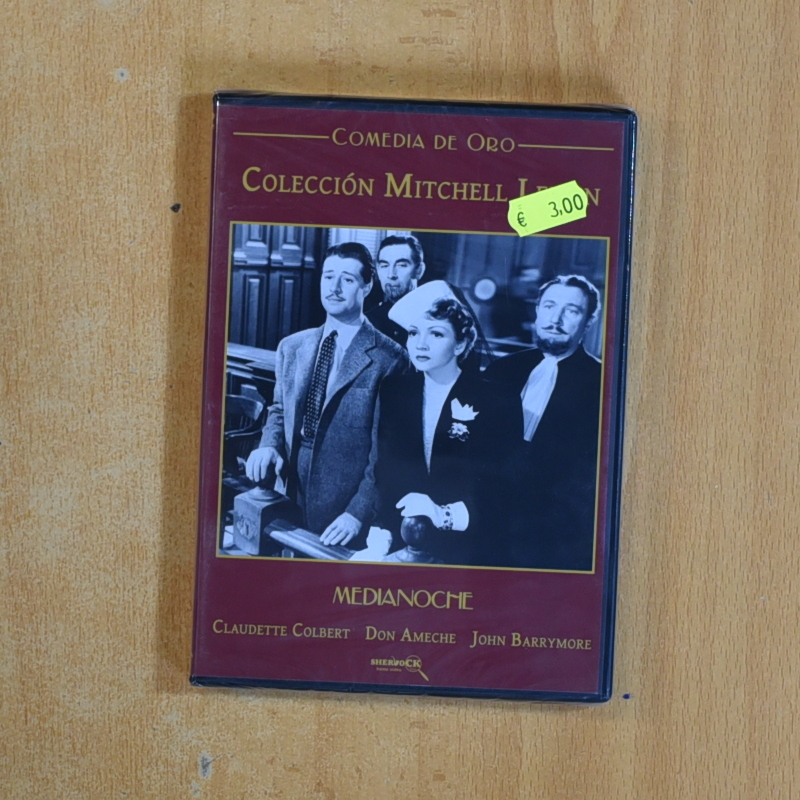 COMEDIA DE ORO
COLECCIÓN MITCHELL
€ 3,00
MEDIANOCHE
CLAUDETTE COLBERT DON AMECHE JOHN BARRYMORE
SHERLOCK